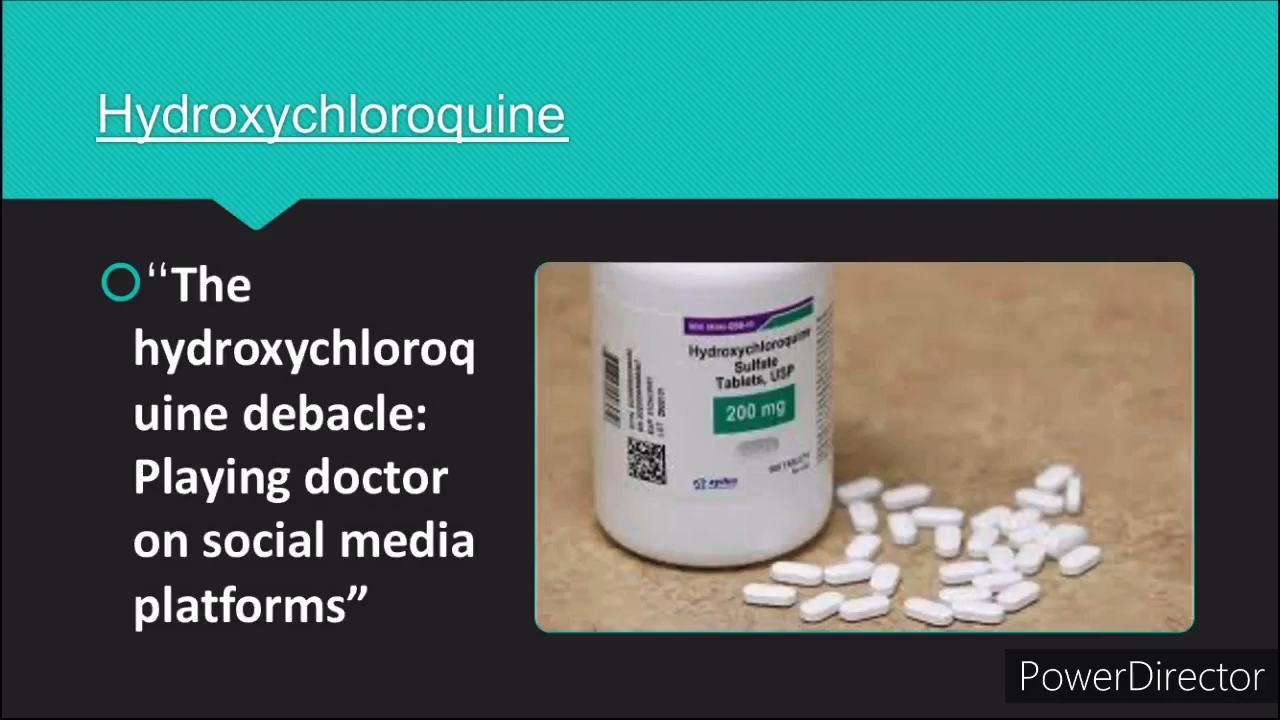 Hydroxychloroquine
“The
hydroxychloroq
uine debacle:
Playing doctor
on social media
platforms”
Hydroxychloroquine
Sulfate
Tablets, USP
200 mg
PowerDirector